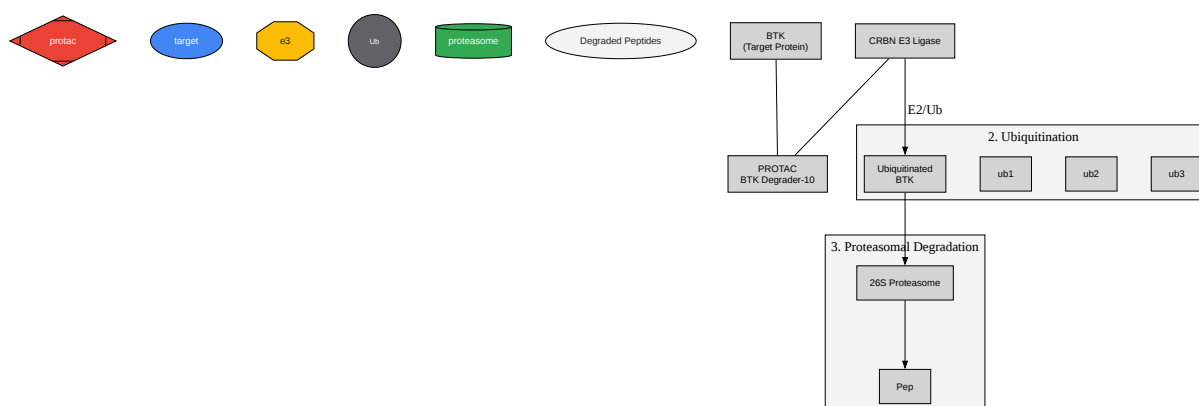 protac
target
e3
Ub
proteasome
Degraded Peptides
BTK
(Target Protein)
CRBN E3 Ligase
E2/Ub
2. Ubiquitination
PROTAC
BTK Degrader-10
Ubiquitinated
BTK
ub1
ub2
ub3
3. Proteasomal Degradation
26S Proteasome
Pep